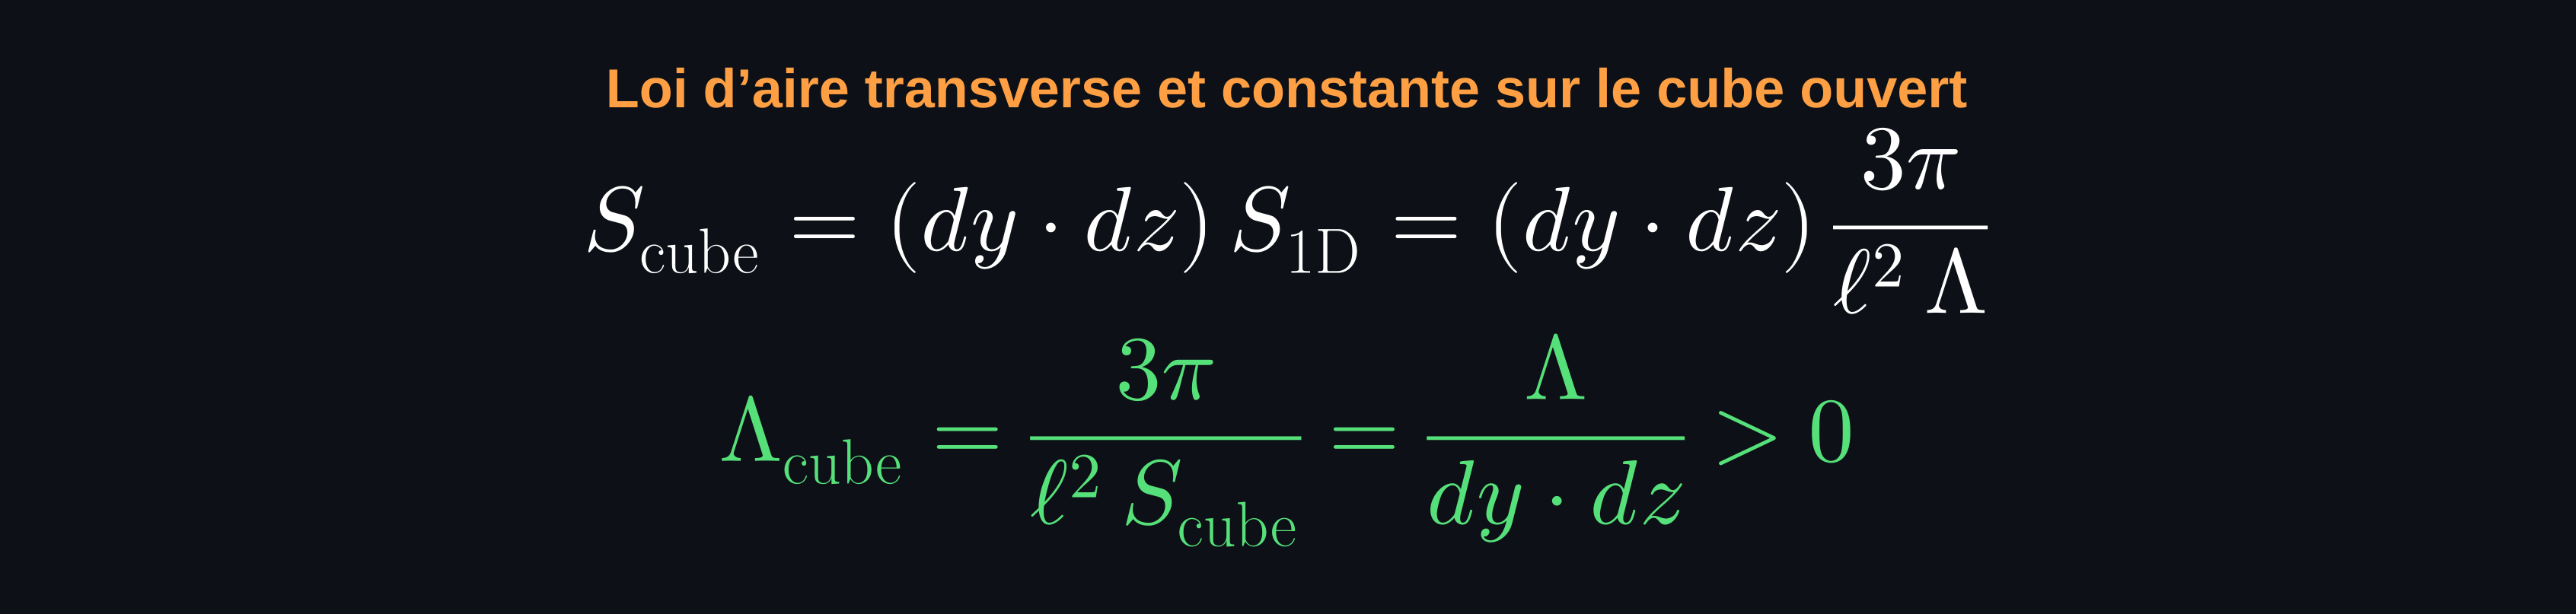 Loi d’aire transverse et constante sur le cube ouvert
S_cube = (dy · dz) S_1D = (dy · dz) 3π / (ℓ² Λ)
Λ_cube = 3π / (ℓ² S_cube) = Λ / (dy · dz) > 0